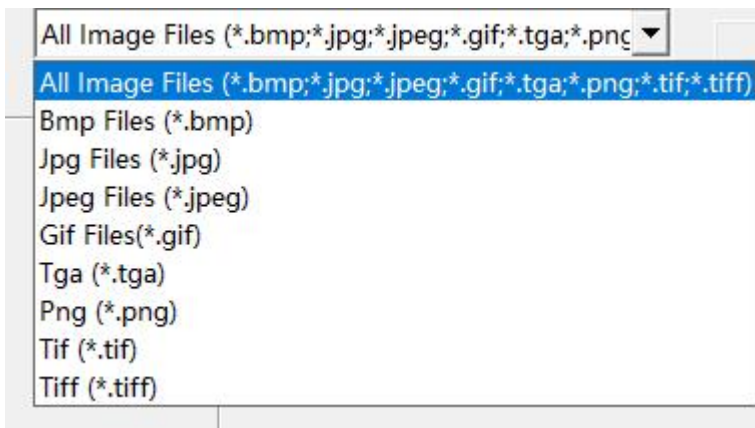 All Image Files (*.bmp;*.jpg;*.jpeg;*.gif;*.tga;*.png
All Image Files (*.bmp;*.jpg;*.jpeg;*.gif;*.tga;*.png;*.tif;*.tiff)
Bmp Files (*.bmp)
Jpg Files (*.jpg)
Jpeg Files (*.jpeg)
Gif Files(*.gif)
Tga (*.tga)
Png (*.png)
Tif (*.tif)
Tiff (*.tiff)